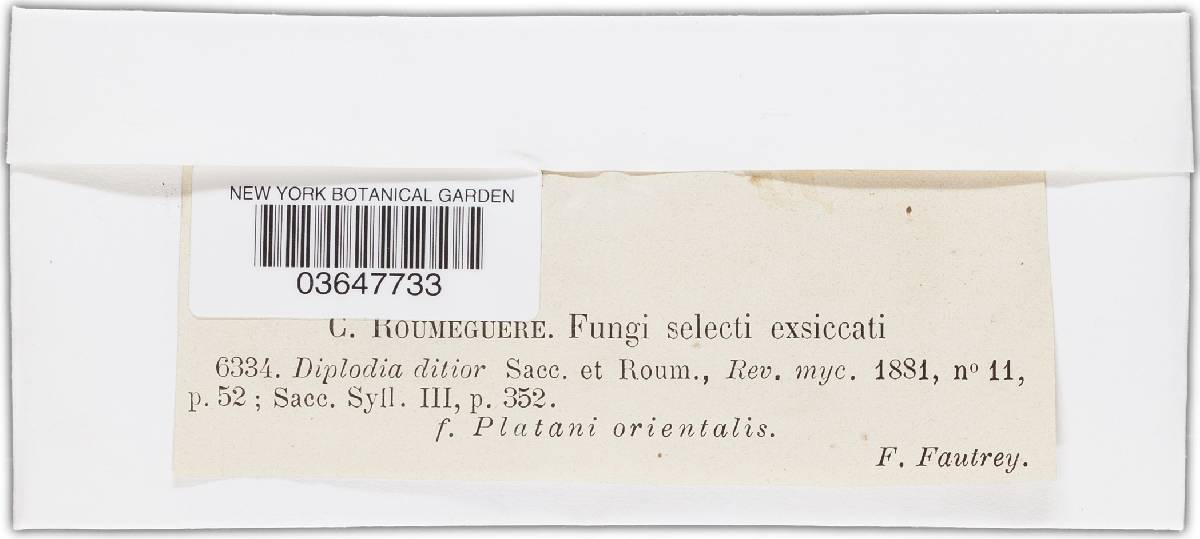 NEW YORK BOTANICAL GARDEN
03647733
C. ROUMEGUERE. Fungi selecti exsiccati
6334. Diplodia ditior Sacc. et Roum., Rev. myc. 1881, nº 11,
p. 52 ; Sacc. Syll. III, p. 352.
f. Platani orientalis.
F. Fautrey.